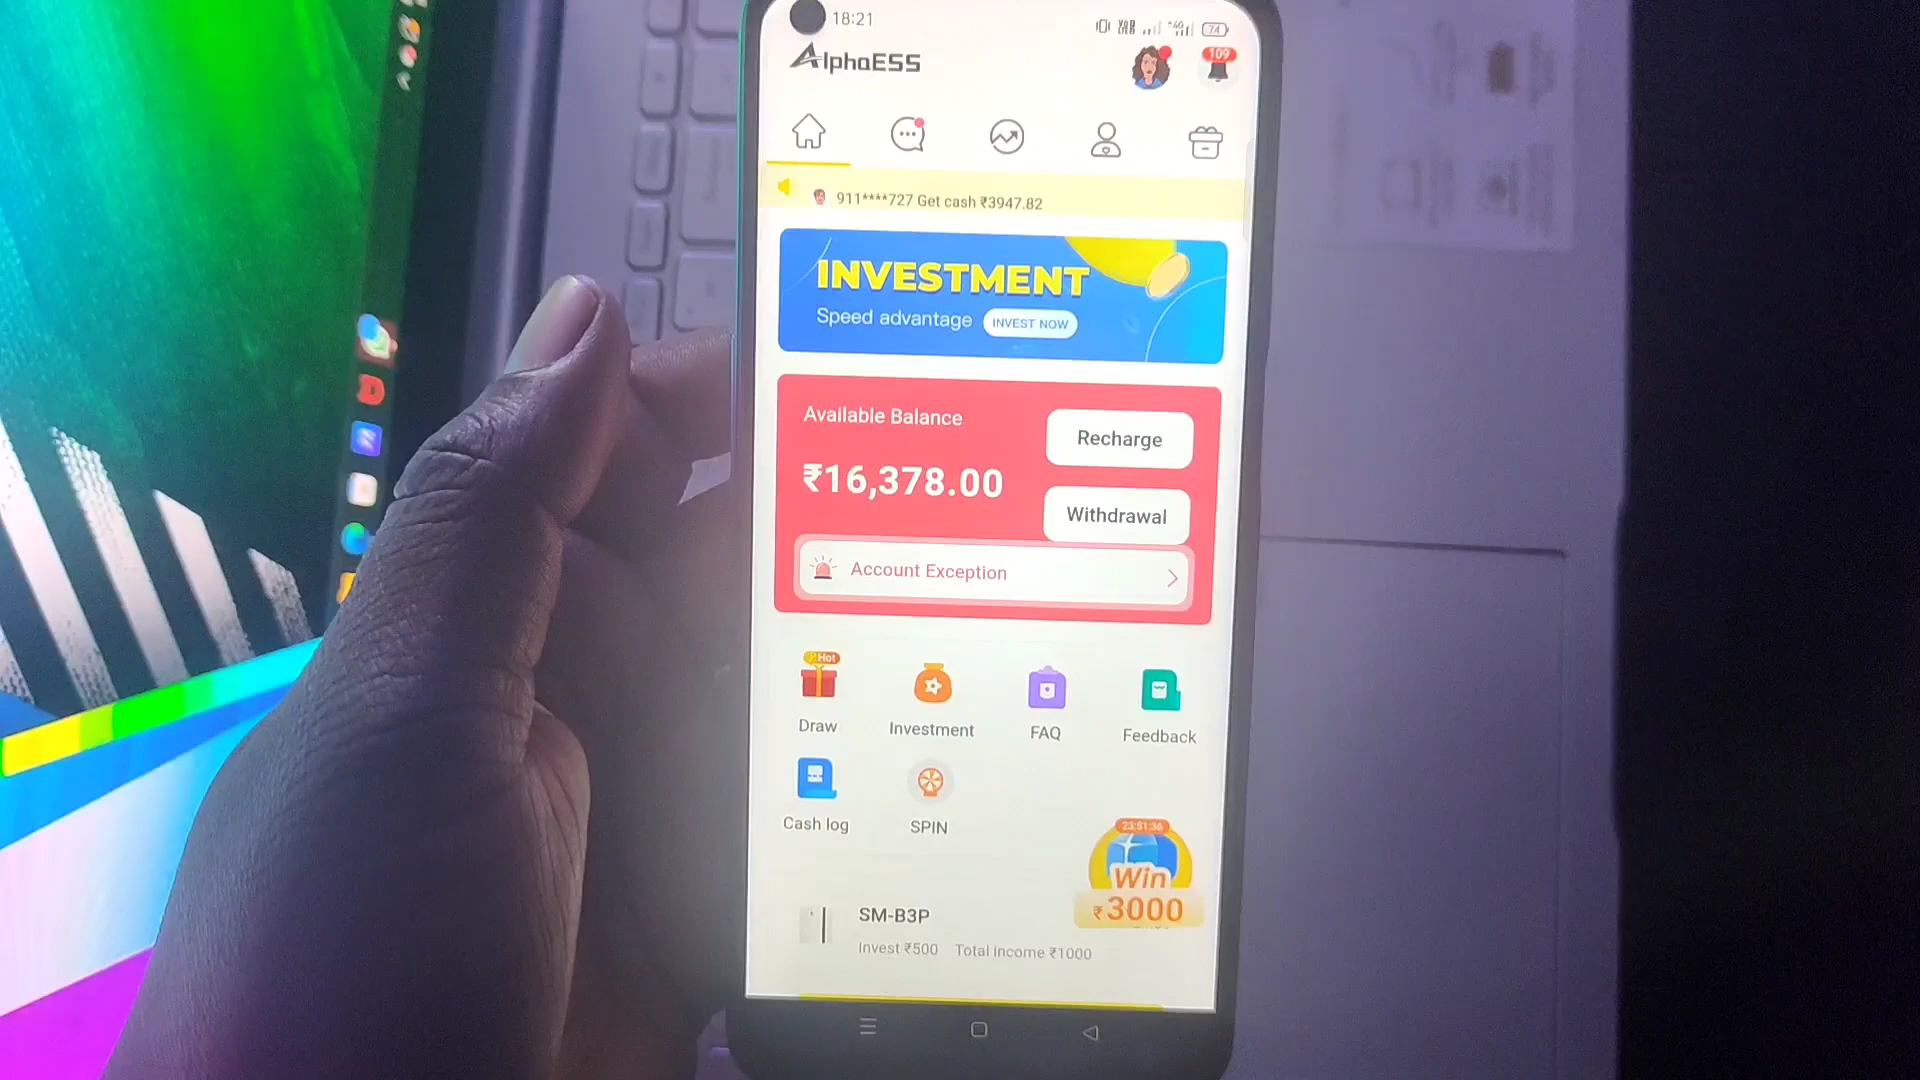 18:21
74
AlphaESS
109
911****727 Get cash ₹3947.82
INVESTMENT
Speed advantage
INVEST NOW
Available Balance
Recharge
₹16,378.00
Withdrawal
Account Exception
Hot
Draw
Investment
FAQ
Feedback
Cash log
SPIN
23:51:36
Win
₹3000
SM-B3P
Invest ₹500
Total income ₹1000